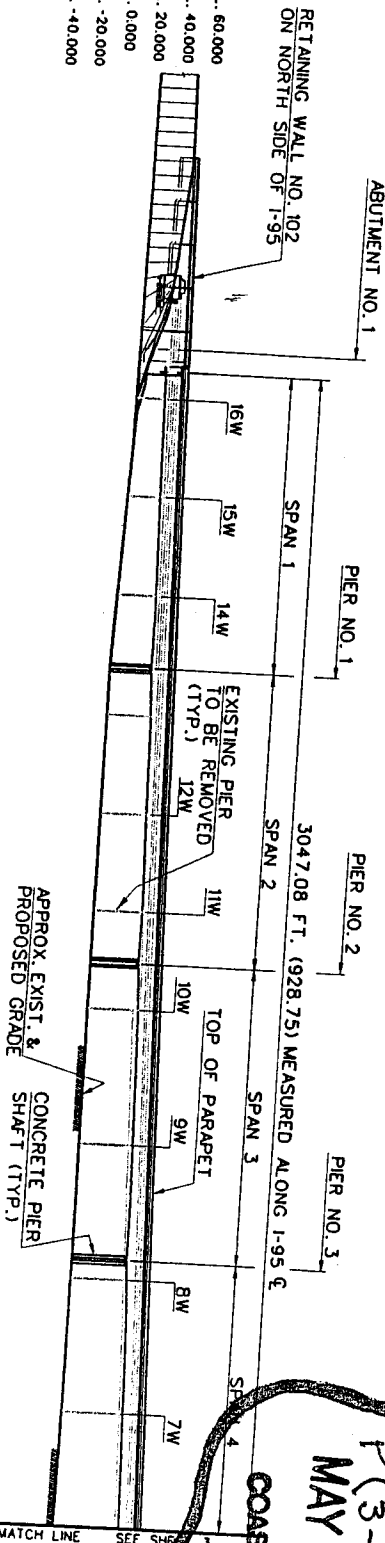 RETAINING WALL NO. 102
ON NORTH SIDE OF I-95
ABUTMENT NO. 1
PIER NO. 1
PIER NO. 2
PIER NO. 3
3047.08 FT. (928.75) MEASURED ALONG I-95 ℄
SPAN 1
SPAN 2
SPAN 3
4
60.000
40.000
20.000
0.000
-20.000
-40.000
16W
15W
14W
12W
11W
10W
9W
8W
7W
EXISTING PIER
TO BE REMOVED
(TYP.)
TOP OF PARAPET
APPROX. EXIST. &
PROPOSED GRADE
CONCRETE PIER
SHAFT (TYP.)
MATCH LINE SEE
MAY